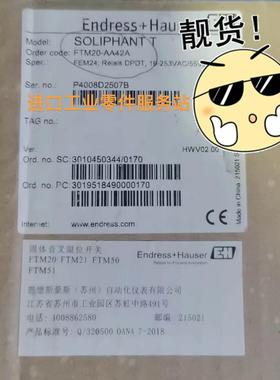 靓货!
Endress+Hauser
Model: SOLIPHANT T
Order code: FTM20-AA42A
Spec.: FEM24; Relais DPDT, 19-253VAC/55
Ser. no.: P4008D2507B
进口工业零件服务站
TAG no.:
HWV02.00
Ord. no. SC: 3010450344/0170
Ord. no. PC: 3019518490000170
Internet: www.endress.com
Made in China, 215021 S
固体音叉限位开关
FTM20 FTM21 FTM50
FTM51
Endress+Hauser EH
恩德斯豪斯（苏州）自动化仪表有限公司
江苏省苏州市工业园区苏虹中路491号
电话：4008862580 邮编 215021
标准号：Q/320500 OANA 7-2018